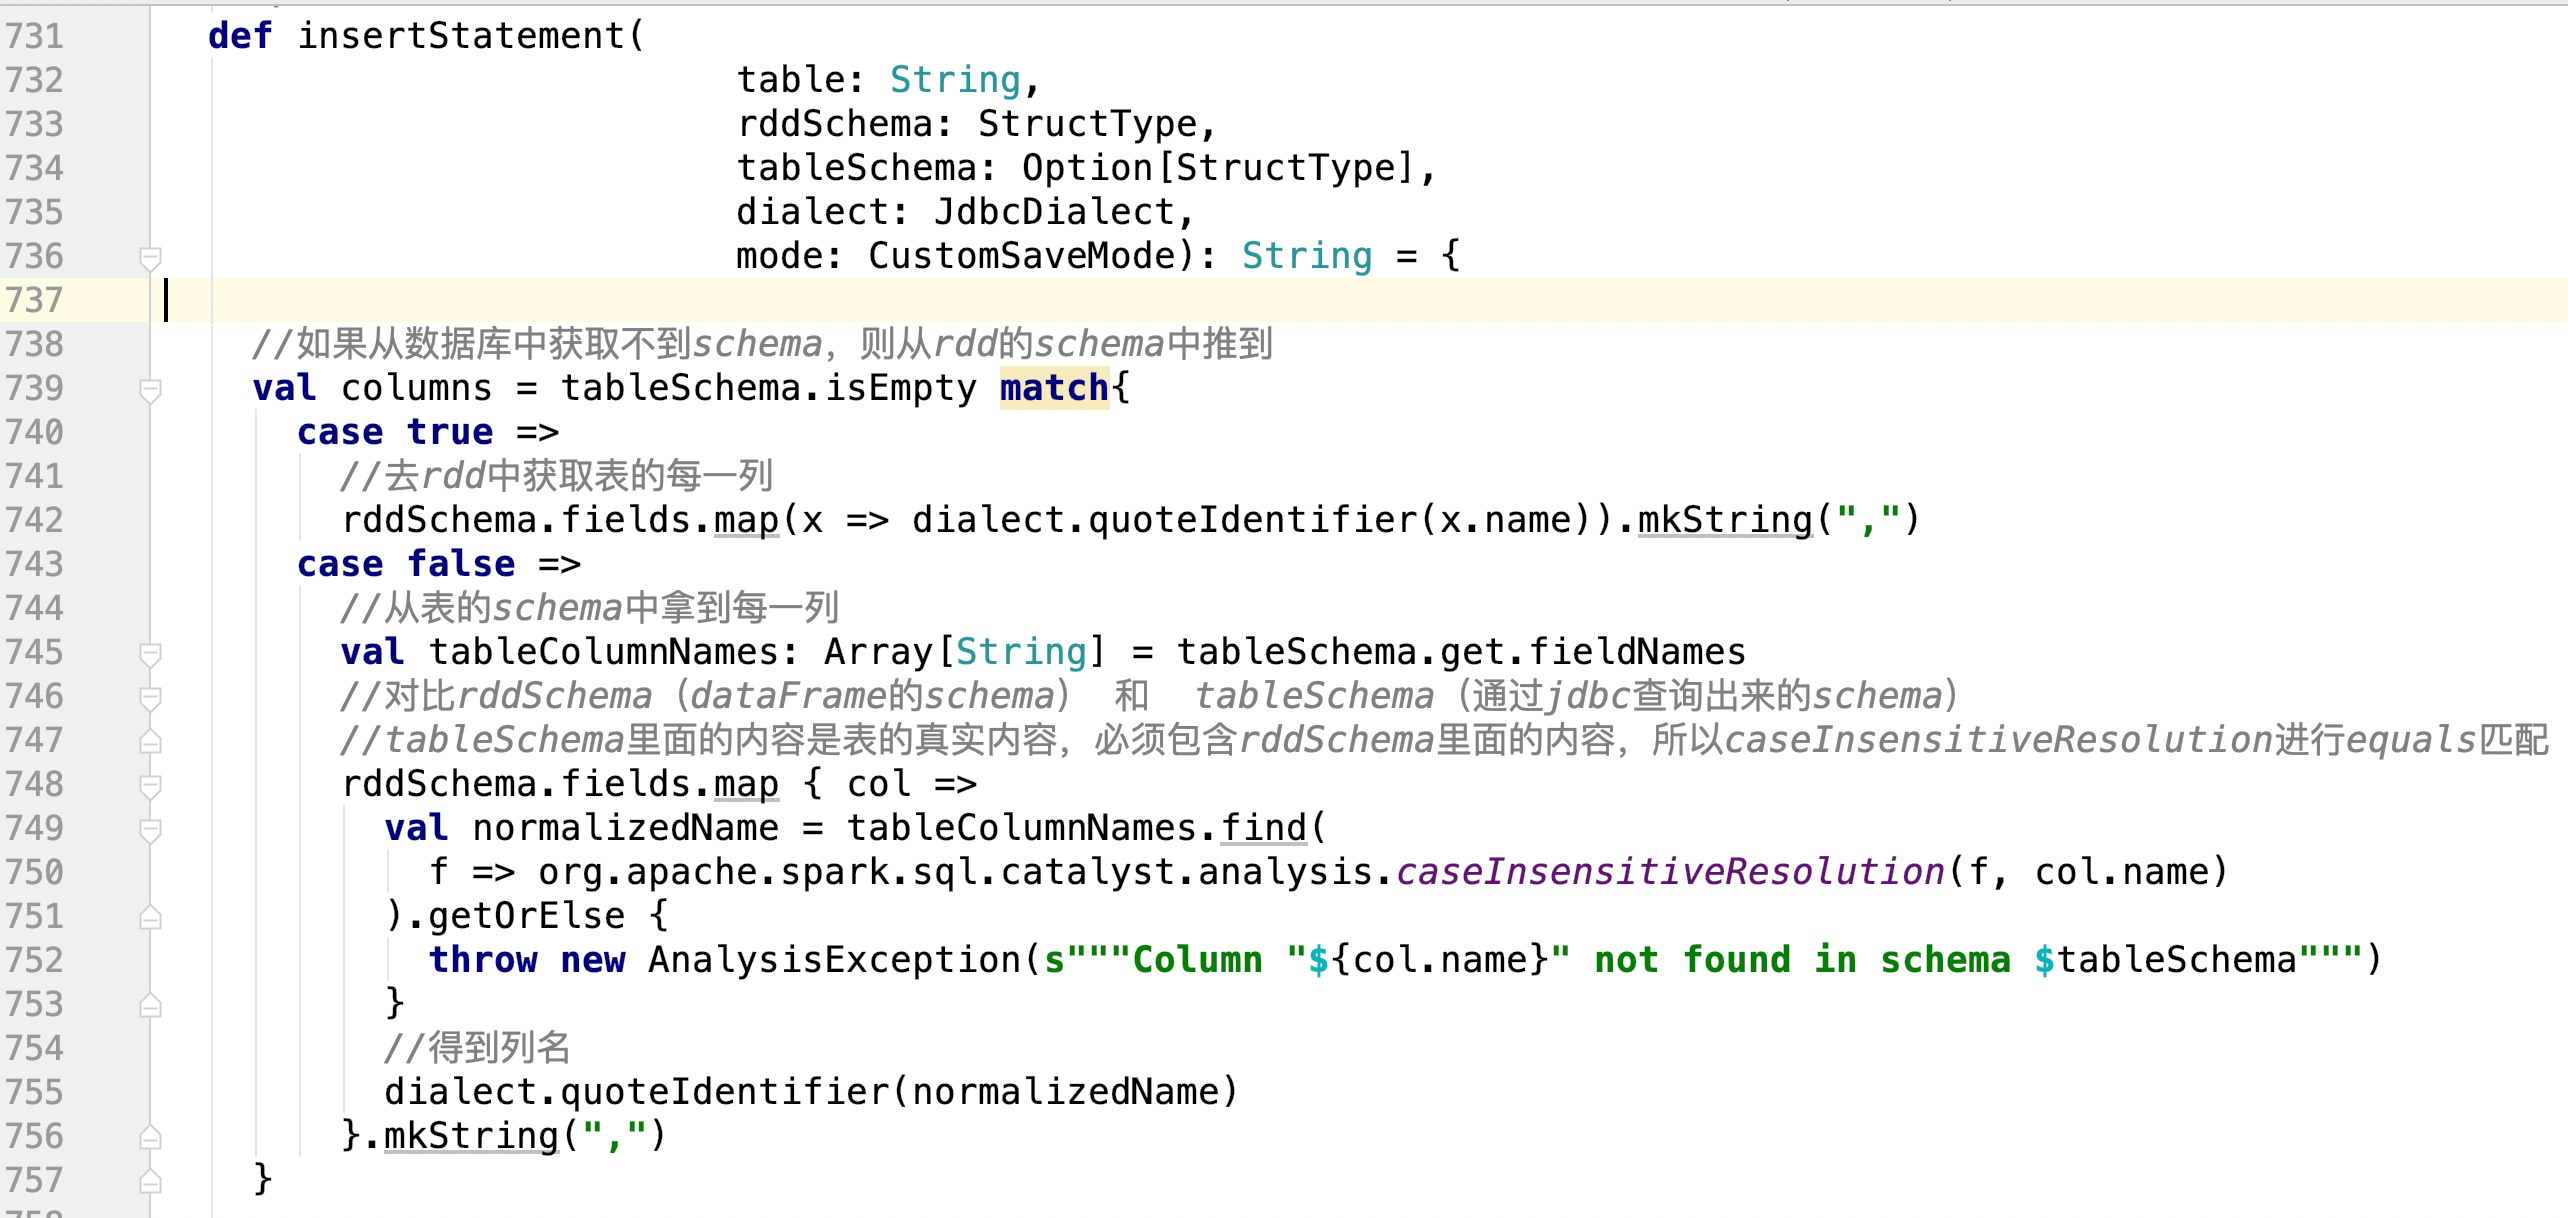 731 def insertStatement(
732 table: String,
733 rddSchema: StructType,
734 tableSchema: Option[StructType],
735 dialect: JdbcDialect,
736 mode: CustomSaveMode): String = {
737
738 //如果从数据库中获取不到schema，则从rdd的schema中推到
739 val columns = tableSchema.isEmpty match{
740 case true =>
741 //去rdd中获取表的每一列
742 rddSchema.fields.map(x => dialect.quoteIdentifier(x.name)).mkString(",")
743 case false =>
744 //从表的schema中拿到每一列
745 val tableColumnNames: Array[String] = tableSchema.get.fieldNames
746 //对比rddSchema（dataFrame的schema） 和 tableSchema（通过jdbc查询出来的schema）
747 //tableSchema里面的内容是表的真实内容，必须包含rddSchema里面的内容，所以caseInsensitiveResolution进行equals匹配
748 rddSchema.fields.map { col =>
749 val normalizedName = tableColumnNames.find(
750 f => org.apache.spark.sql.catalyst.analysis.caseInsensitiveResolution(f, col.name)
751 ).getOrElse {
752 throw new AnalysisException(s"""Column "${col.name}" not found in schema $tableSchema""")
753 }
754 //得到列名
755 dialect.quoteIdentifier(normalizedName)
756 }.mkString(",")
757 }